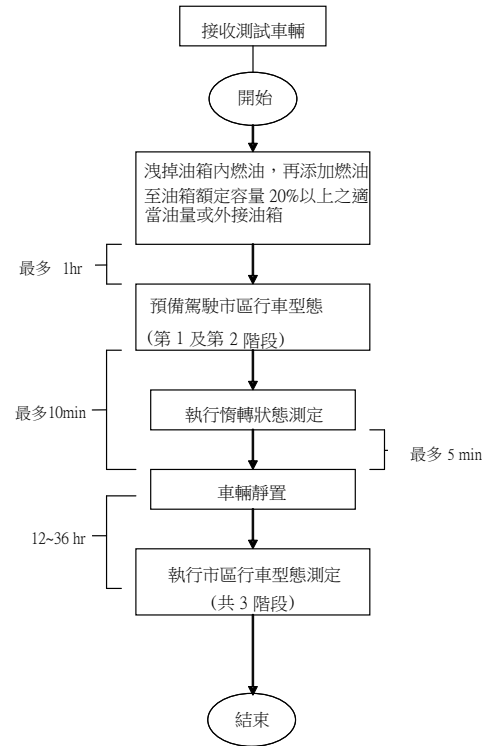 接收測試車輛
開始
洩掉油箱內燃油，再添加燃油
至油箱額定容量 20%以上之適
當油量或外接油箱
最多 1hr
預備駕駛市區行車型態
(第 1 及第 2 階段)
最多10min
執行惰轉狀態測定
最多 5 min
車輛靜置
12~36 hr
執行市區行車型態測定
(共 3 階段)
結束